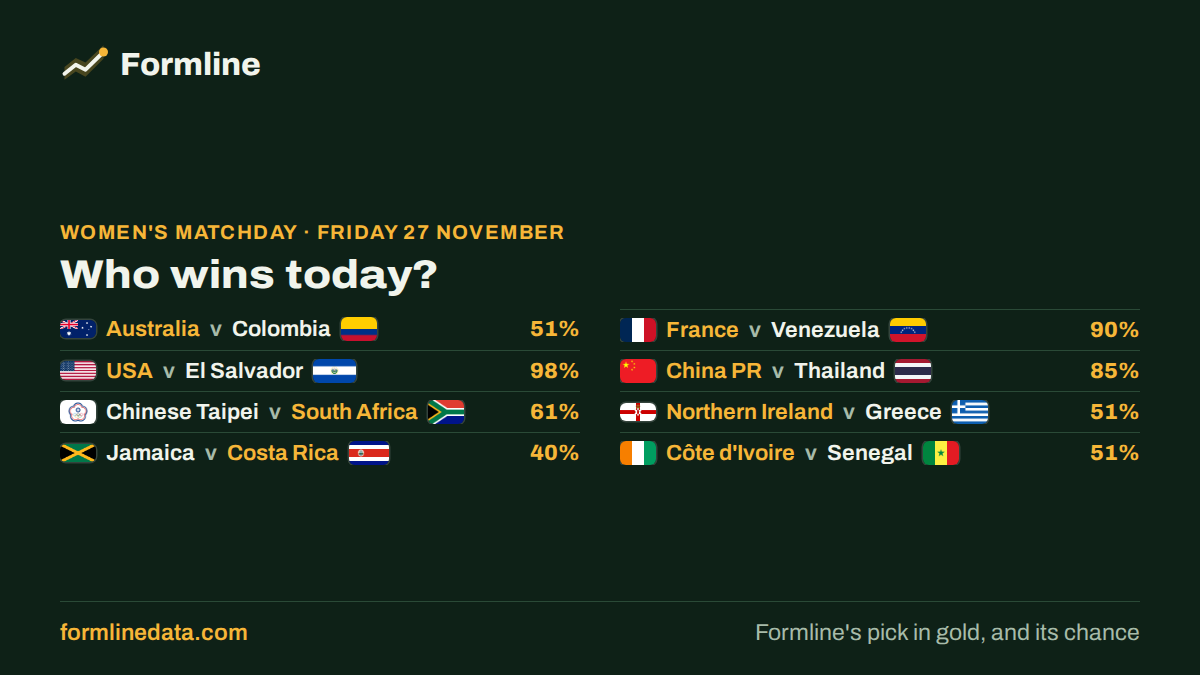 Formline
WOMEN'S MATCHDAY · FRIDAY 27 NOVEMBER
Who wins today?
Australia v Colombia 51%
USA v El Salvador 98%
Chinese Taipei v South Africa 61%
Jamaica v Costa Rica 40%
France v Venezuela 90%
China PR v Thailand 85%
Northern Ireland v Greece 51%
Côte d'Ivoire v Senegal 51%
formlinedata.com
Formline's pick in gold, and its chance